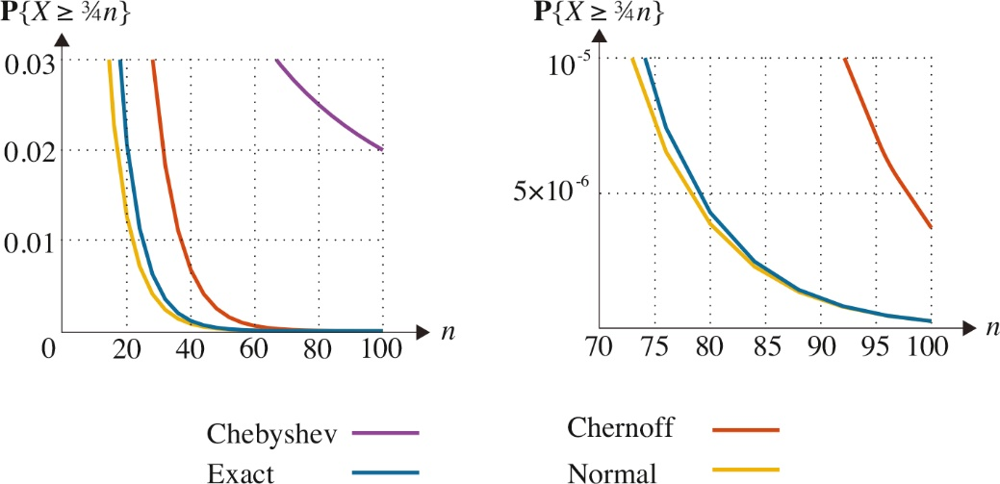 P{X ≥ ¾n}
0.03
0.02
0.01
0 20 40 60 80 100 n
P{X ≥ ¾n}
10-5
5×10-6
70 75 80 85 90 95 100 n
Chebyshev
Exact
Chernoff
Normal